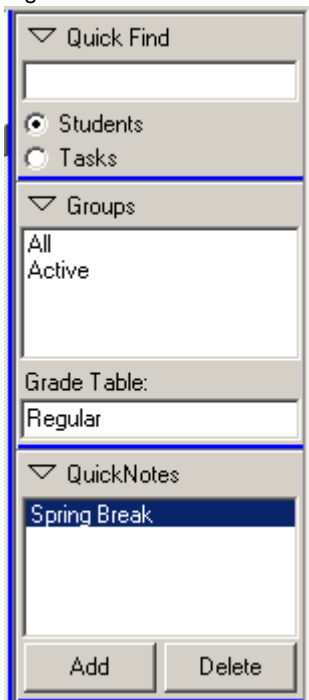 Quick Find
Students
Tasks
Groups
All
Active
Grade Table:
Regular
QuickNotes
Spring Break
Add Delete